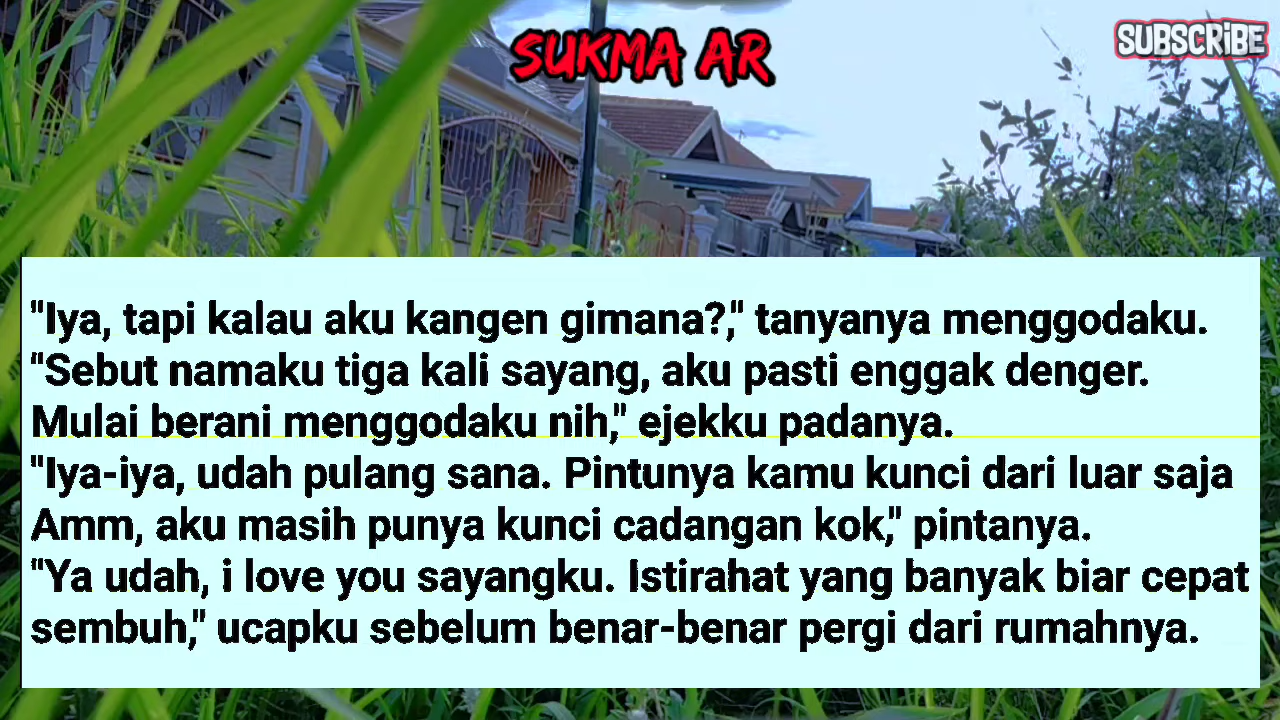 SUKMA AR
SUBSCRIBE
"Iya, tapi kalau aku kangen gimana?," tanyanya menggodaku.
"Sebut namaku tiga kali sayang, aku pasti enggak denger.
Mulai berani menggodaku nih," ejekku padanya.
"Iya-iya, udah pulang sana. Pintunya kamu kunci dari luar saja
Amm, aku masih punya kunci cadangan kok," pintanya.
"Ya udah, i love you sayangku. Istirahat yang banyak biar cepat
sembuh," ucapku sebelum benar-benar pergi dari rumahnya.